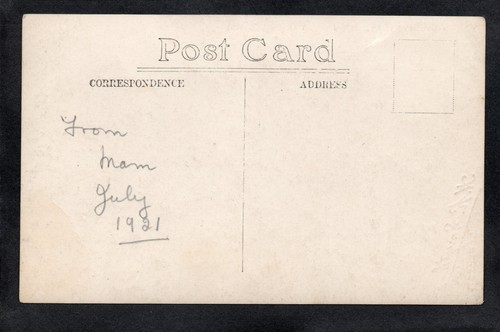 Post Card
CORRESPONDENCE
ADDRESS
From
Mam
July
1921